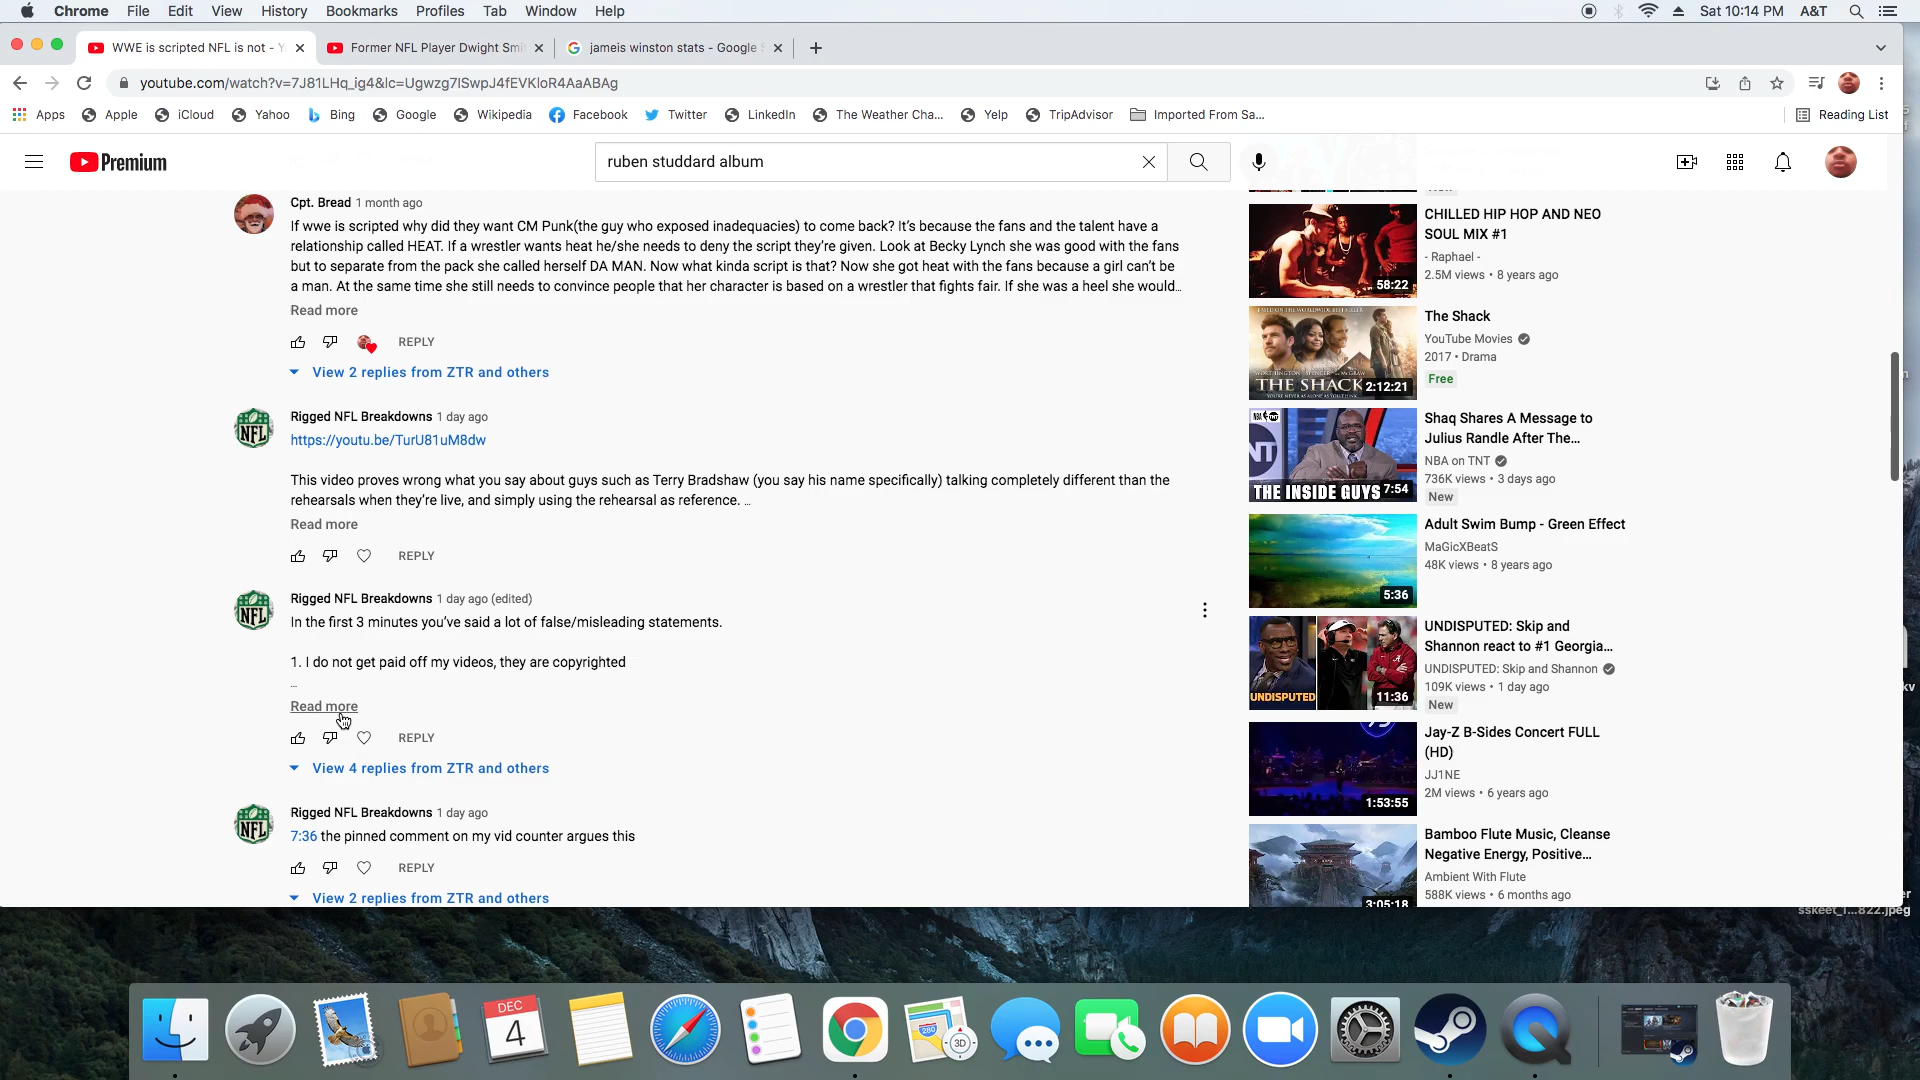 Chrome File Edit View History Bookmarks Profiles Tab Window Help Sat 10:14 PM A&T
WWE is scripted NFL is not - Y Former NFL Player Dwight Smi jameis winston stats - Google S
youtube.com/watch?v=7J81LHq_ig4&lc=Ugwzg7ISwpJ4fEVKloR4AaABAg
Apps Apple iCloud Yahoo Bing Google Wikipedia Facebook Twitter LinkedIn The Weather Cha... Yelp TripAdvisor Imported From Sa... Reading List
Premium
ruben studdard album
Cpt. Bread 1 month ago
If wwe is scripted why did they want CM Punk(the guy who exposed inadequacies) to come back? It's because the fans and the talent have a
relationship called HEAT. If a wrestler wants heat he/she needs to deny the script they're given. Look at Becky Lynch she was good with the fans
but to separate from the pack she called herself DA MAN. Now what kinda script is that? Now she got heat with the fans because a girl can't be
a man. At the same time she still needs to convince people that her character is based on a wrestler that fights fair. If she was a heel she would...
Read more
REPLY
View 2 replies from ZTR and others
NFL
Rigged NFL Breakdowns 1 day ago
https://youtu.be/TurU81uM8dw
This video proves wrong what you say about guys such as Terry Bradshaw (you say his name specifically) talking completely different than the
rehearsals when they're live, and simply using the rehearsal as reference. ...
Read more
REPLY
NFL
Rigged NFL Breakdowns 1 day ago (edited)
In the first 3 minutes you've said a lot of false/misleading statements.
1. I do not get paid off my videos, they are copyrighted
...
Read more
REPLY
View 4 replies from ZTR and others
NFL
Rigged NFL Breakdowns 1 day ago
7:36 the pinned comment on my vid counter argues this
REPLY
View 2 replies from ZTR and others
58:22
CHILLED HIP HOP AND NEO
SOUL MIX #1
- Raphael -
2.5M views • 8 years ago
THE SHACK
2:12:21
The Shack
YouTube Movies
2017 • Drama
Free
THE INSIDE GUYS
7:54
Shaq Shares A Message to
Julius Randle After The...
NBA on TNT
736K views • 3 days ago
New
5:36
Adult Swim Bump - Green Effect
MaGicXBeatS
48K views • 8 years ago
UNDISPUTED
11:36
UNDISPUTED: Skip and
Shannon react to #1 Georgia...
UNDISPUTED: Skip and Shannon
109K views • 1 day ago
New
1:53:55
Jay-Z B-Sides Concert FULL
(HD)
JJ1NE
2M views • 6 years ago
3:05:18
Bamboo Flute Music, Cleanse
Negative Energy, Positive...
Ambient With Flute
588K views • 6 months ago
sskeet_1...822.jpeg
DEC
4
280
3D